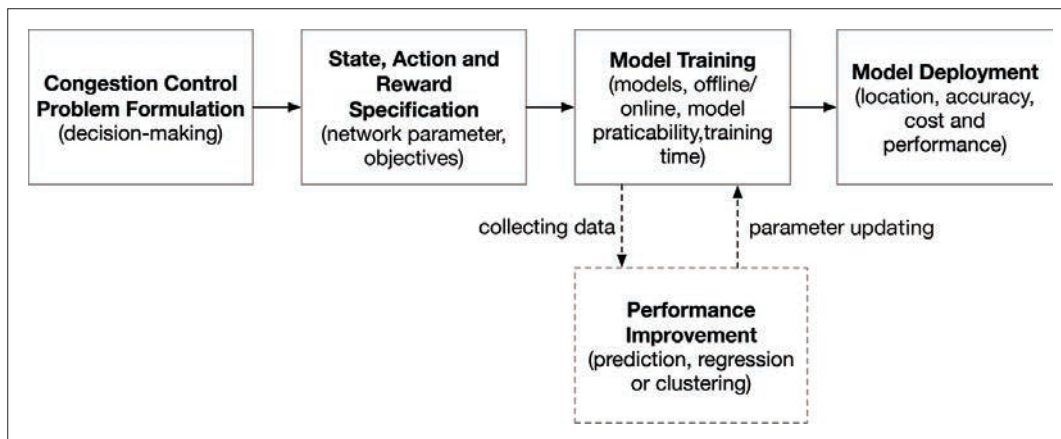 Congestion Control
Problem Formulation
(decision-making)
State, Action and
Reward
Specification
(network parameter,
objectives)
Model Training
(models, offline/
online, model
praticability,training
time)
Model Deployment
(location, accuracy,
cost and
performance)
collecting data
parameter updating
Performance
Improvement
(prediction, regression
or clustering)